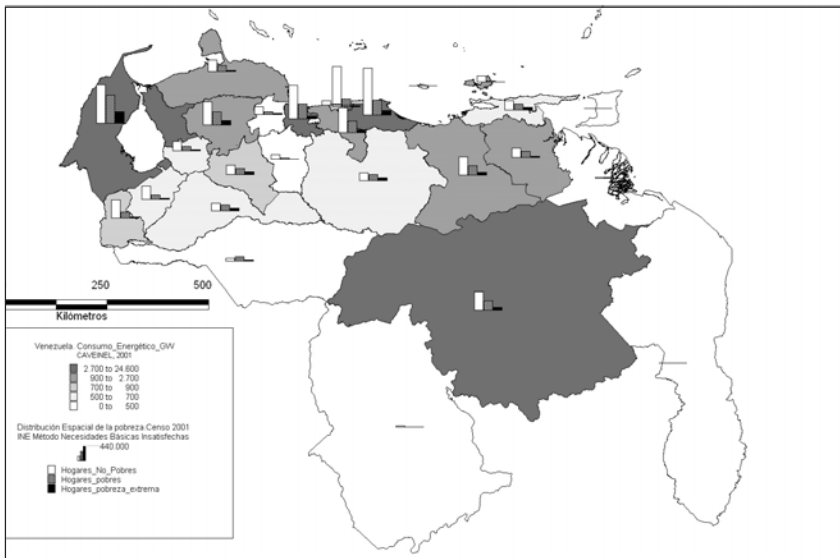 250 500
Kilómetros
Venezuela. Consumo_Energético_GW
CAVEINEL, 2001
2.700 to 24.600
900 to 2.700
700 to 900
500 to 700
0 to 500
Distribución Espacial de la pobreza Censo 2001
INE Método Necesidades Básicas Insatisfechas
440.000
Hogares_No_Pobres
Hogares_pobres
Hogares_pobreza_extrema